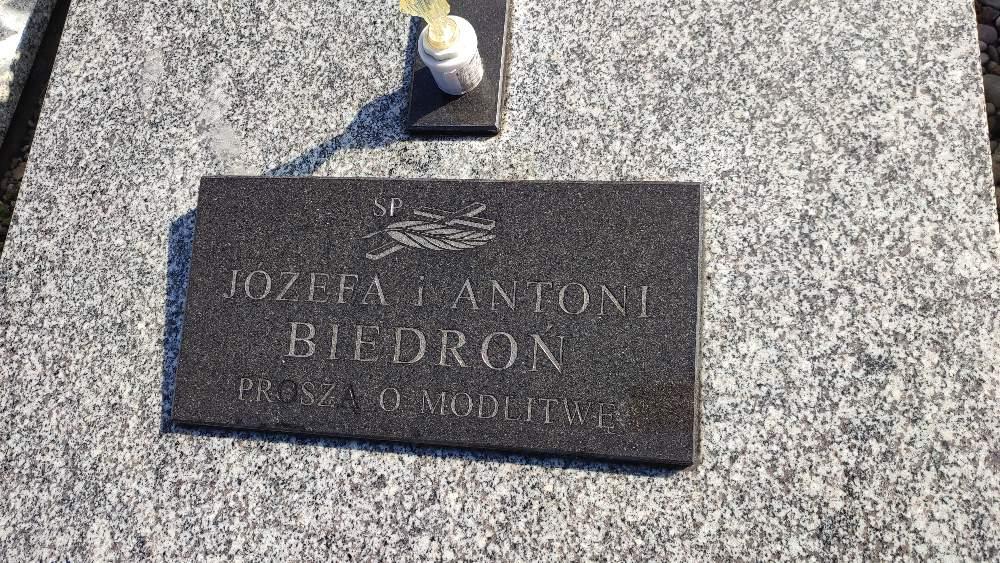 SP
JÓZEFA i ANTONI
BIEDROŃ
PROSZĄ O MODLITWĘ